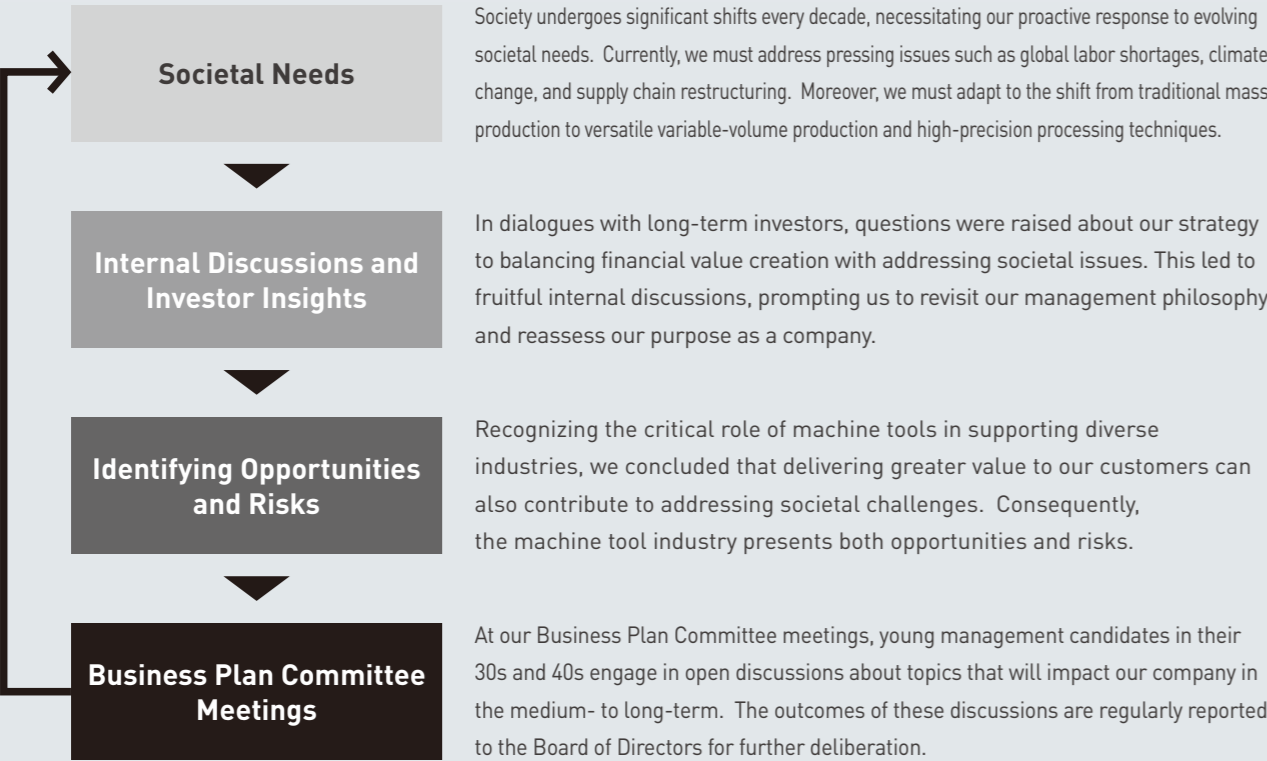 Societal Needs
Society undergoes significant shifts every decade, necessitating our proactive response to evolving
societal needs. Currently, we must address pressing issues such as global labor shortages, climate
change, and supply chain restructuring. Moreover, we must adapt to the shift from traditional mass
production to versatile variable-volume production and high-precision processing techniques.
Internal Discussions and
Investor Insights
In dialogues with long-term investors, questions were raised about our strategy
to balancing financial value creation with addressing societal issues. This led to
fruitful internal discussions, prompting us to revisit our management philosophy
and reassess our purpose as a company.
Identifying Opportunities
and Risks
Recognizing the critical role of machine tools in supporting diverse
industries, we concluded that delivering greater value to our customers can
also contribute to addressing societal challenges. Consequently,
the machine tool industry presents both opportunities and risks.
Business Plan Committee
Meetings
At our Business Plan Committee meetings, young management candidates in their
30s and 40s engage in open discussions about topics that will impact our company in
the medium- to long-term. The outcomes of these discussions are regularly reported
to the Board of Directors for further deliberation.